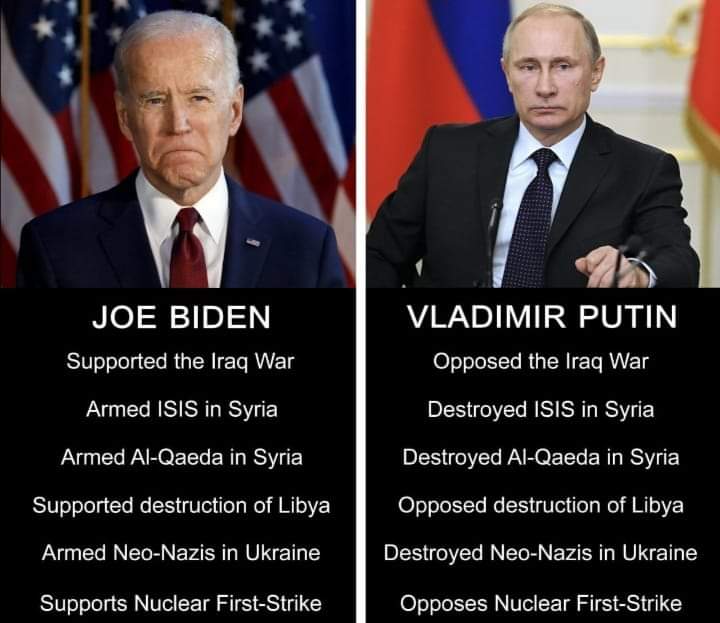 JOE BIDEN
Supported the Iraq War
Armed ISIS in Syria
Armed Al-Qaeda in Syria
Supported destruction of Libya
Armed Neo-Nazis in Ukraine
Supports Nuclear First-Strike
VLADIMIR PUTIN
Opposed the Iraq War
Destroyed ISIS in Syria
Destroyed Al-Qaeda in Syria
Opposed destruction of Libya
Destroyed Neo-Nazis in Ukraine
Opposes Nuclear First-Strike